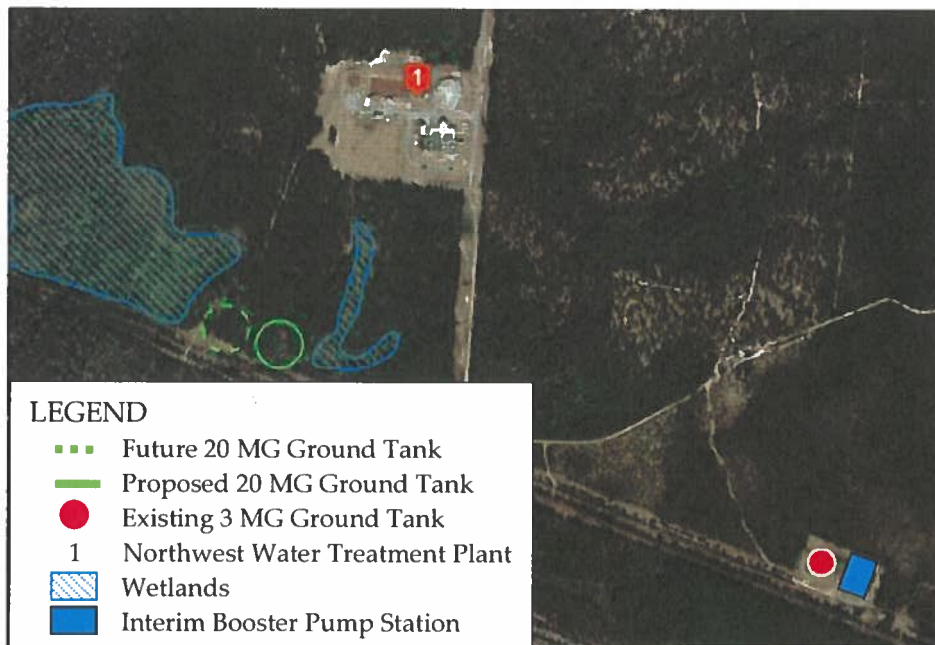 1
LEGEND
Future 20 MG Ground Tank
Proposed 20 MG Ground Tank
Existing 3 MG Ground Tank
1 Northwest Water Treatment Plant
Wetlands
Interim Booster Pump Station